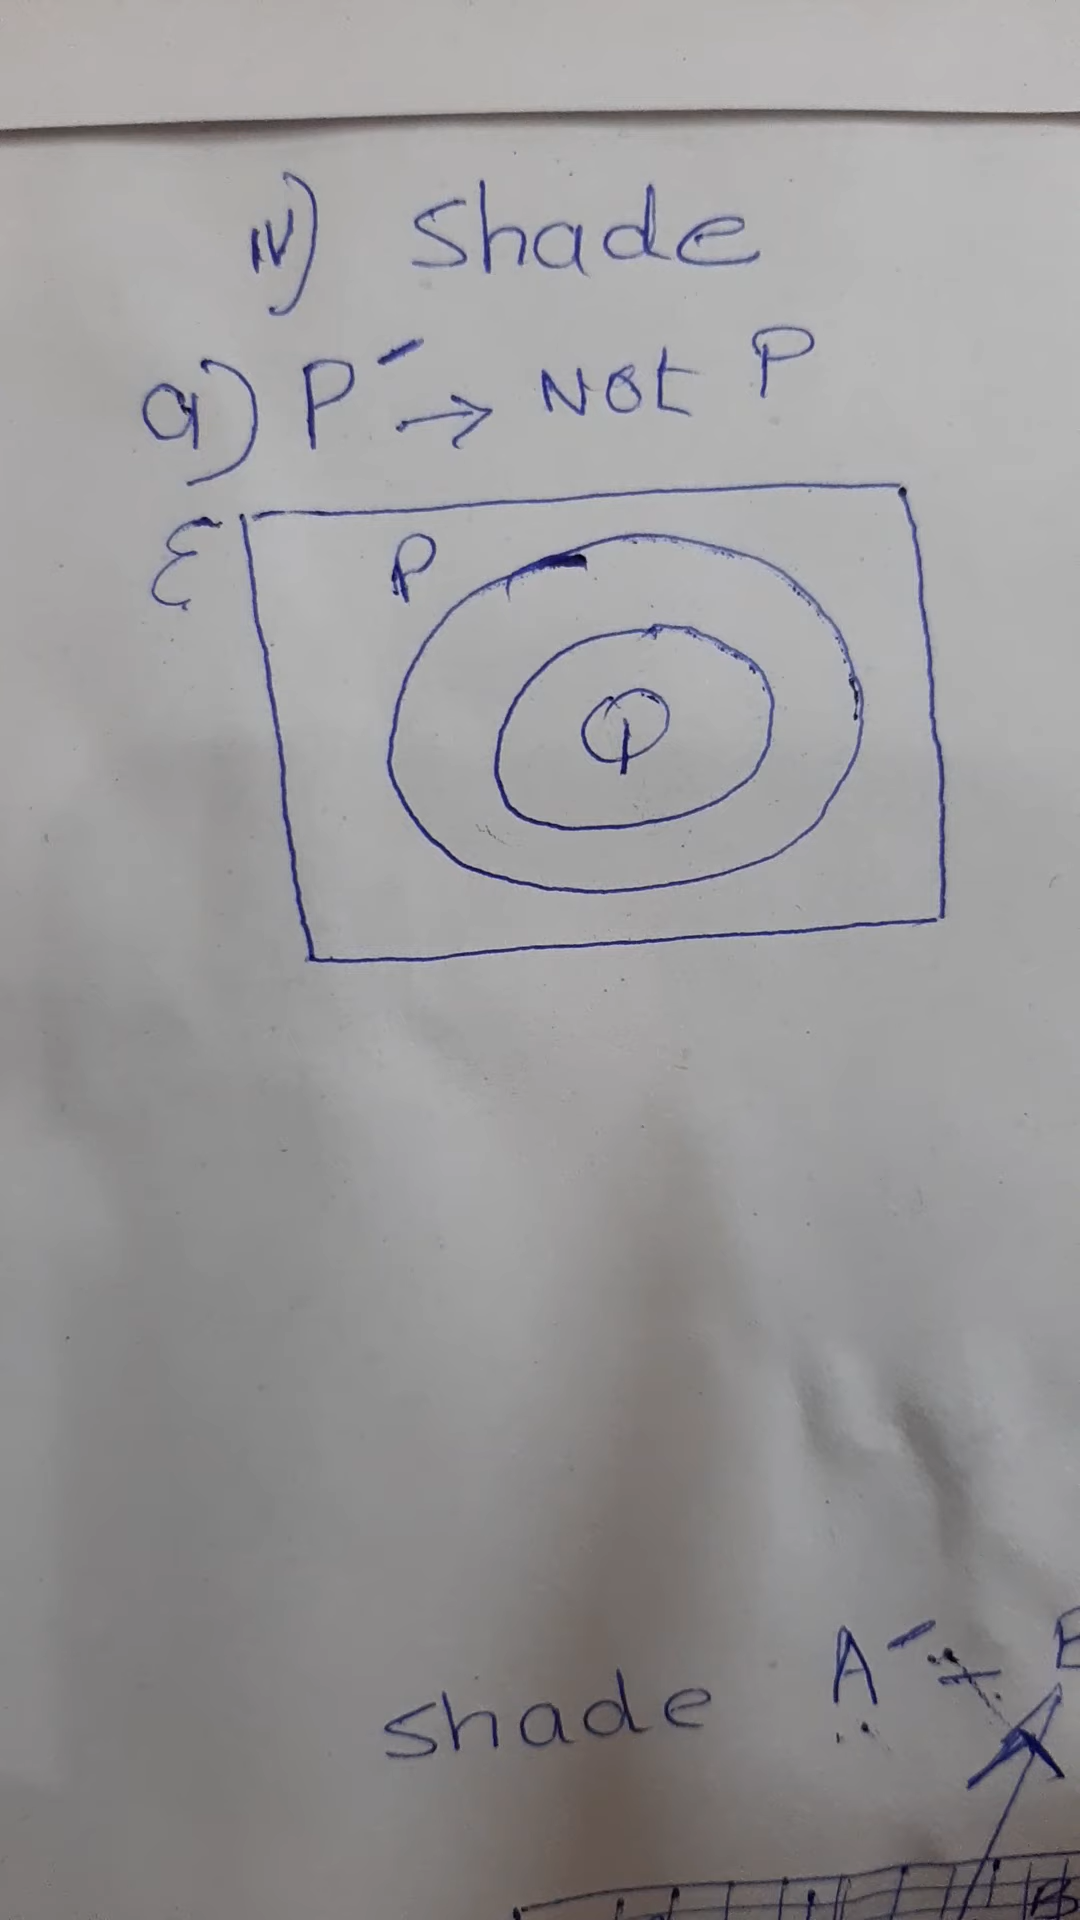 IV) Shade
a) P′ → Not P
ε
P
Q
shade A′
B